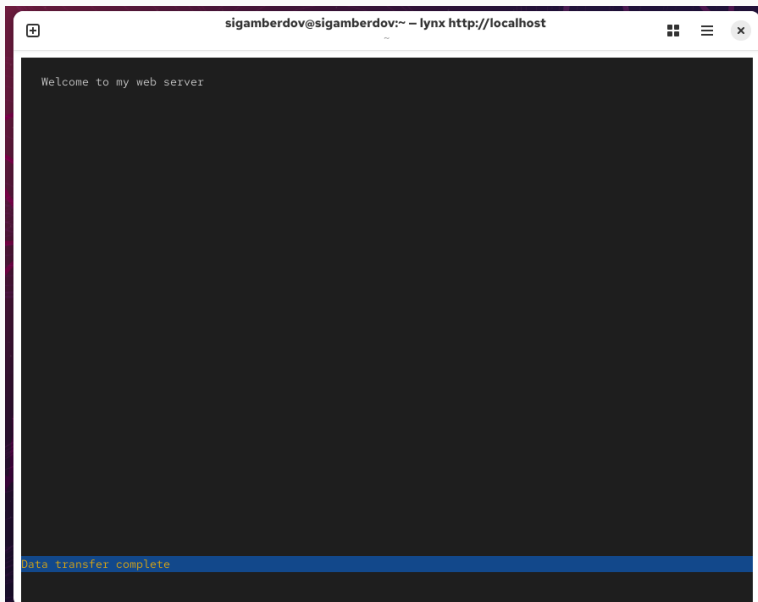 sigamberdov@sigamberdov:~ — lynx http://localhost
~
Welcome to my web server
Data transfer complete